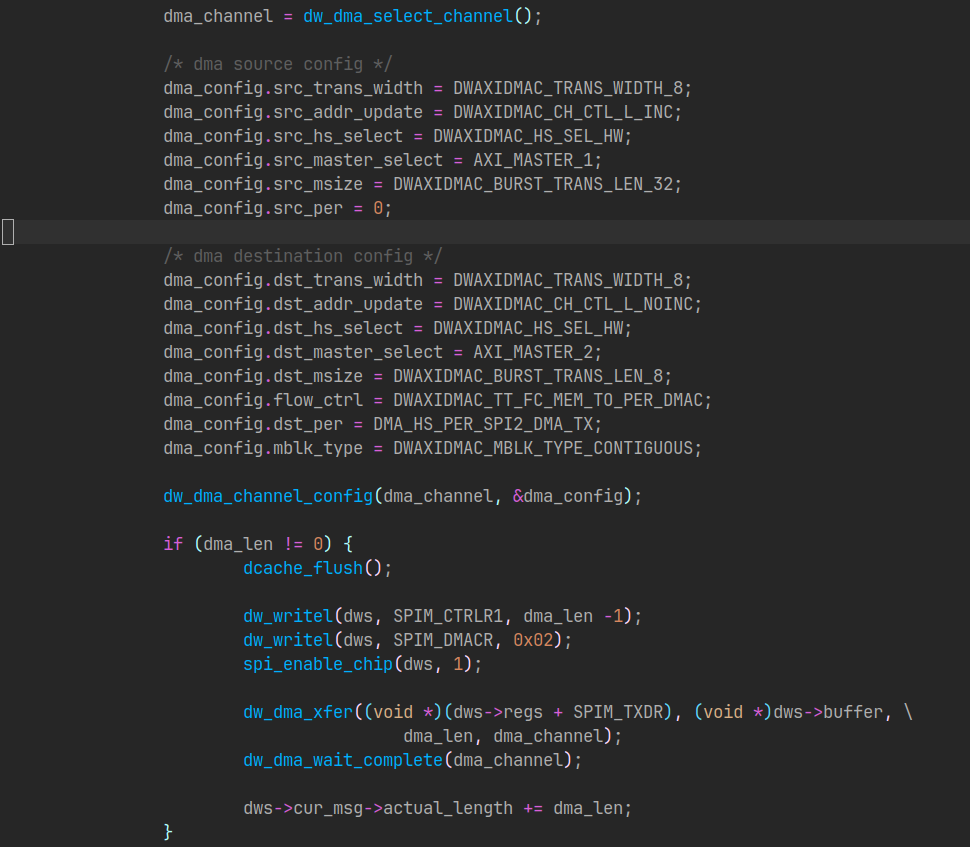 dma_channel = dw_dma_select_channel();
/* dma source config */
dma_config.src_trans_width = DWAXIDMAC_TRANS_WIDTH_8;
dma_config.src_addr_update = DWAXIDMAC_CH_CTL_L_INC;
dma_config.src_hs_select = DWAXIDMAC_HS_SEL_HW;
dma_config.src_master_select = AXI_MASTER_1;
dma_config.src_msize = DWAXIDMAC_BURST_TRANS_LEN_32;
dma_config.src_per = 0;
/* dma destination config */
dma_config.dst_trans_width = DWAXIDMAC_TRANS_WIDTH_8;
dma_config.dst_addr_update = DWAXIDMAC_CH_CTL_L_NOINC;
dma_config.dst_hs_select = DWAXIDMAC_HS_SEL_HW;
dma_config.dst_master_select = AXI_MASTER_2;
dma_config.dst_msize = DWAXIDMAC_BURST_TRANS_LEN_8;
dma_config.flow_ctrl = DWAXIDMAC_TT_FC_MEM_TO_PER_DMAC;
dma_config.dst_per = DMA_HS_PER_SPI2_DMA_TX;
dma_config.mblk_type = DWAXIDMAC_MBLK_TYPE_CONTIGUOUS;
dw_dma_channel_config(dma_channel, &dma_config);
if (dma_len != 0) {
dcache_flush();
dw_writel(dws, SPIM_CTRLR1, dma_len -1);
dw_writel(dws, SPIM_DMACR, 0x02);
spi_enable_chip(dws, 1);
dw_dma_xfer((void *)(dws->regs + SPIM_TXDR), (void *)dws->buffer, \
dma_len, dma_channel);
dw_dma_wait_complete(dma_channel);
dws->cur_msg->actual_length += dma_len;
}